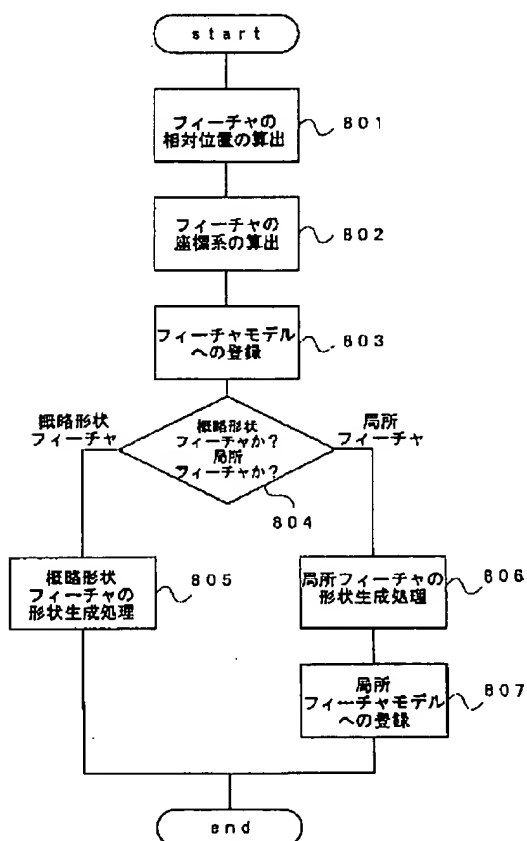 start
フィーチャの
相対位置の算出
801
フィーチャの
座標系の算出
802
フィーチャモデル
への登録
803
概略形状
フィーチャ
概略形状
フィーチャか?
局所
フィーチャか?
局所
フィーチャ
804
概略形状
フィーチャの
形状生成処理
805
局所フィーチャの
形状生成処理
806
局所
フィーチャモデル
への登録
807
end